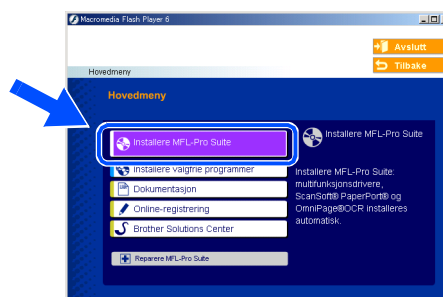 Macromedia Flash Player 6
Avslutt
Tilbake
Hovedmeny
Hovedmeny
Installere MFL-Pro Suite
Installere valgfrie programmer
Dokumentasjon
Online-registrering
Brother Solutions Center
Reparere MFL-Pro Suite
Installere MFL-Pro Suite
Installere MFL-Pro Suite:
multifunksjonsdrivere,
ScanSoft® PaperPort® og
OmniPage®OCR installeres
automatisk.